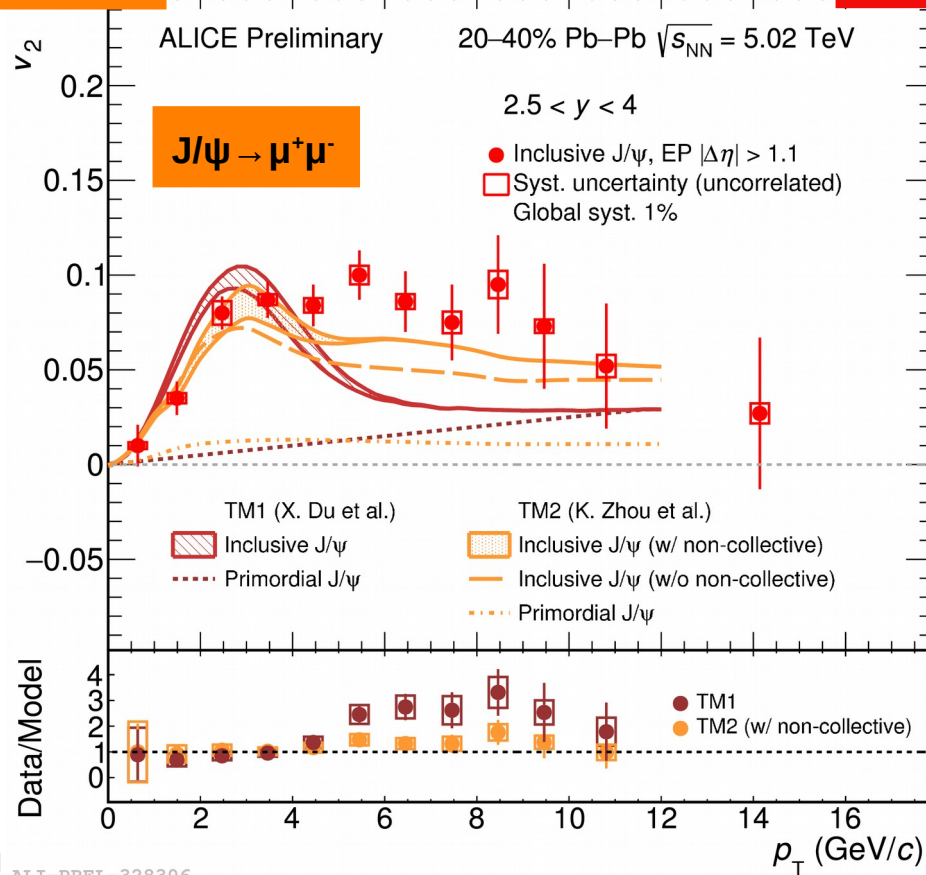 ALICE Preliminary
20–40% Pb–Pb √sNN = 5.02 TeV
2.5 < y < 4
J/ψ→μ+μ-
Inclusive J/ψ, EP |Δη| > 1.1
Syst. uncertainty (uncorrelated)
Global syst. 1%
v2
0.2
0.15
0.1
0.05
0
−0.05
TM1 (X. Du et al.)
Inclusive J/ψ
Primordial J/ψ
TM2 (K. Zhou et al.)
Inclusive J/ψ (w/ non-collective)
Inclusive J/ψ (w/o non-collective)
Primordial J/ψ
Data/Model
4
3
2
1
0
TM1
TM2 (w/ non-collective)
0 2 4 6 8 10 12 14 16
pT (GeV/c)